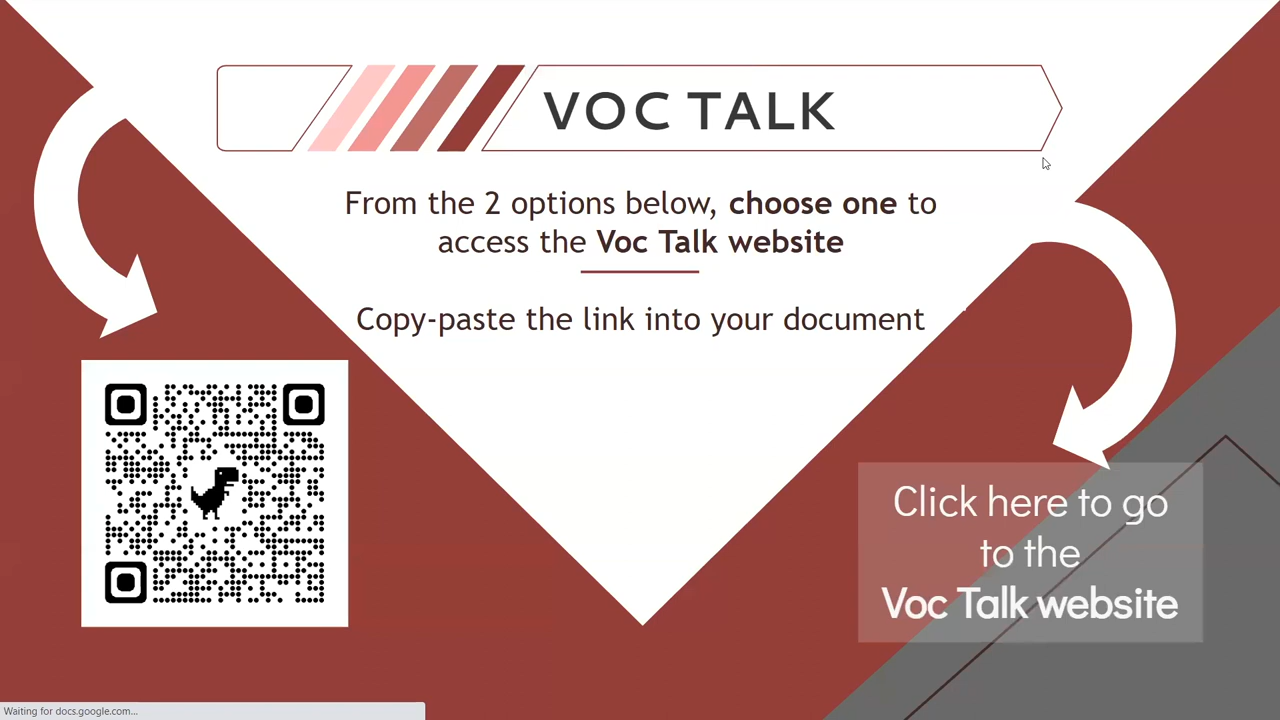 VOC TALK
From the 2 options below, choose one to
access the Voc Talk website
Copy-paste the link into your document
Click here to go
to the
Voc Talk website
Waiting for docs.google.com...